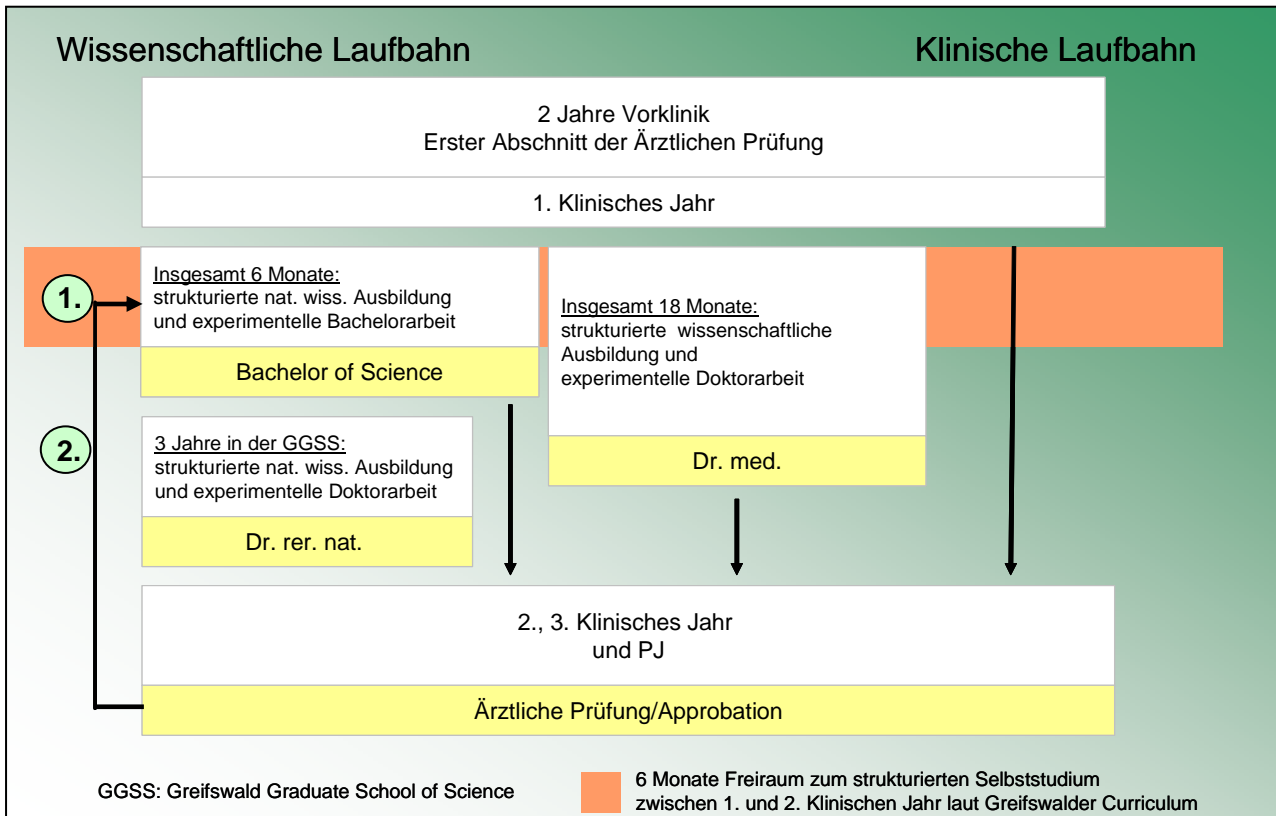 Wissenschaftliche Laufbahn
Klinische Laufbahn
2 Jahre Vorklinik
Erster Abschnitt der Ärztlichen Prüfung
1. Klinisches Jahr
1.
Insgesamt 6 Monate:
strukturierte nat. wiss. Ausbildung
und experimentelle Bachelorarbeit
Bachelor of Science
Insgesamt 18 Monate:
strukturierte wissenschaftliche
Ausbildung und
experimentelle Doktorarbeit
Dr. med.
2.
3 Jahre in der GGSS:
strukturierte nat. wiss. Ausbildung
und experimentelle Doktorarbeit
Dr. rer. nat.
2., 3. Klinisches Jahr
und PJ
Ärztliche Prüfung/Approbation
GGSS: Greifswald Graduate School of Science
6 Monate Freiraum zum strukturierten Selbststudium
zwischen 1. und 2. Klinischen Jahr laut Greifswalder Curriculum